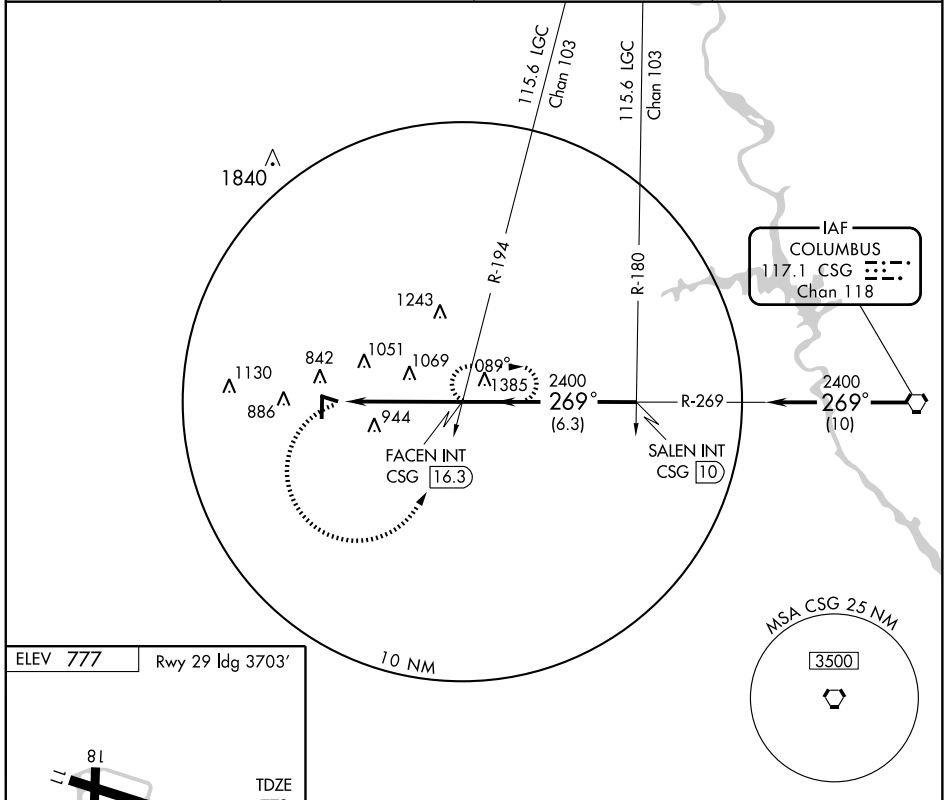 115.6 LGC
Chan 103
115.6 LGC
Chan 103
1840
R-194
R-180
IAF
COLUMBUS
117.1 CSG
Chan 118
1243
1051
1069
842
1130
886
944
089°
1385
2400
269°
(6.3)
R-269
2400
269°
(10)
FACEN INT
CSG 16.3
SALEN INT
CSG 10
10 NM
MSA CSG 25 NM
3500
ELEV 777
Rwy 29 ldg 3703'
18
11
TDZE